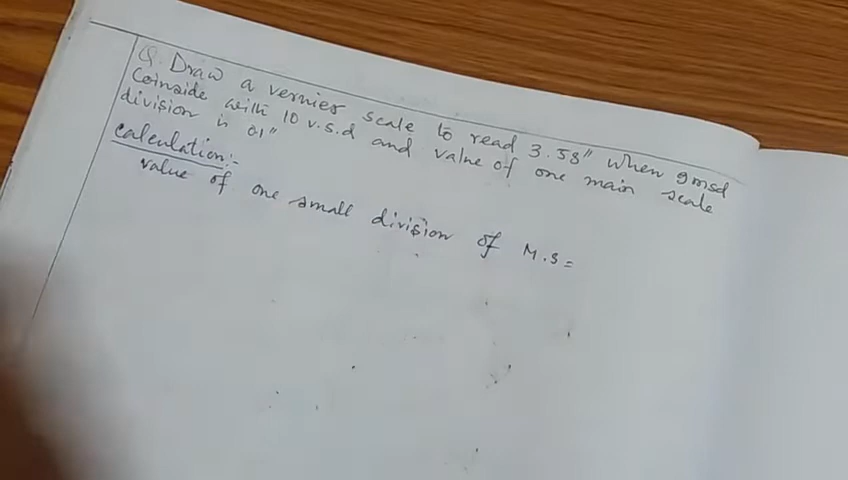 Q. Draw a vernier scale to read 3.58" when 9 msd
Coinside with 10 v.s.d and value of one main scale
division is 0.1"
Calculation:-
value of one small division of M.S =